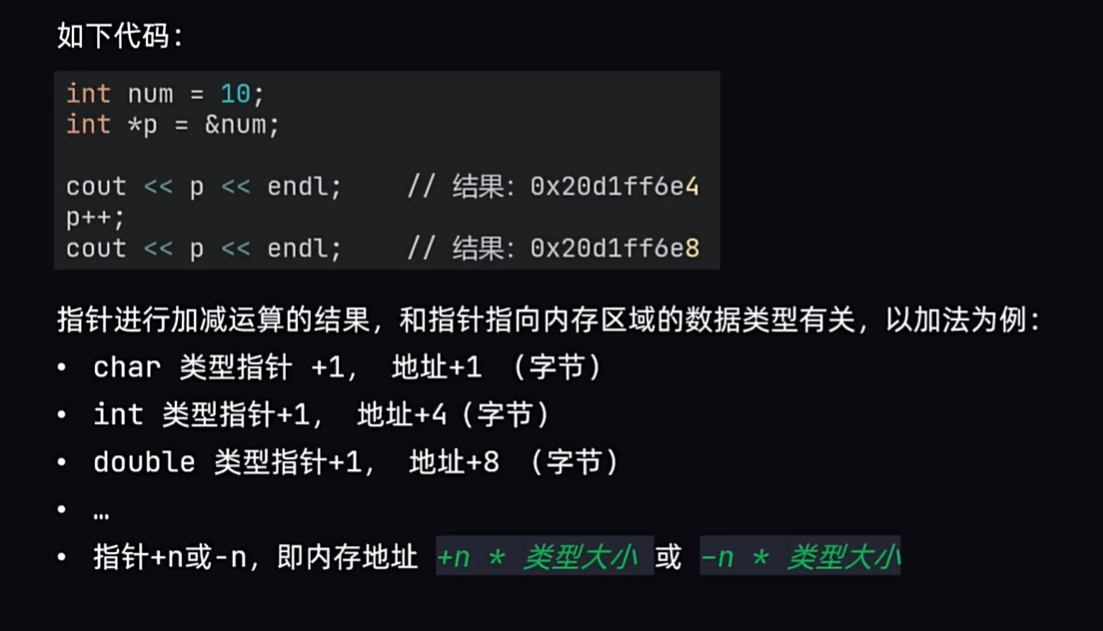 如下代码：
int num = 10;
int *p = &num;
cout << p << endl;    // 结果：0x20d1ff6e4
p++;
cout << p << endl;    // 结果：0x20d1ff6e8
指针进行加减运算的结果，和指针指向内存区域的数据类型有关，以加法为例：
• char 类型指针 +1， 地址+1 （字节）
• int 类型指针+1， 地址+4（字节）
• double 类型指针+1， 地址+8 （字节）
• …
• 指针+n或-n，即内存地址 +n * 类型大小 或 -n * 类型大小